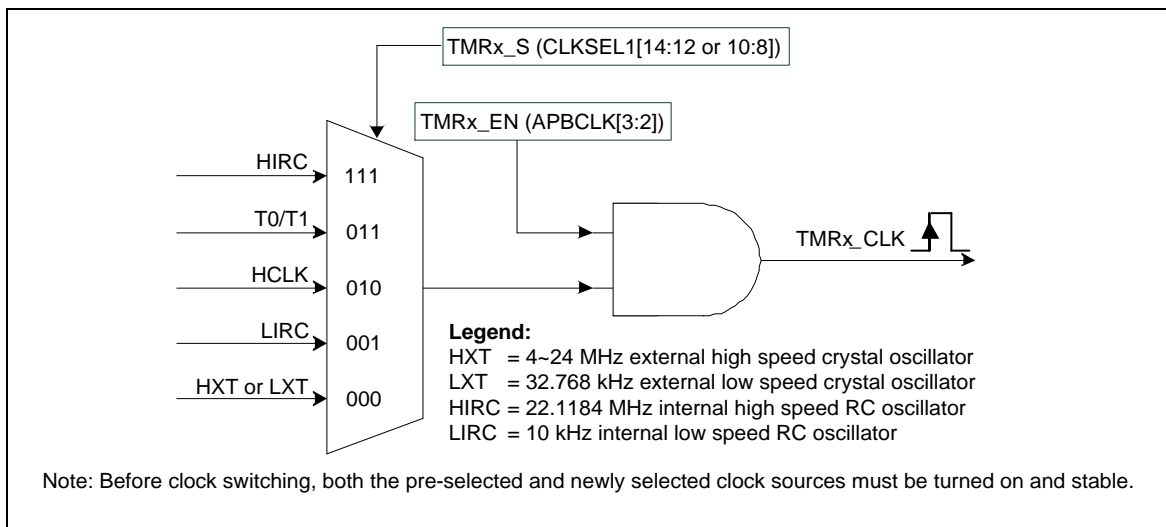 TMRx_S (CLKSEL1[14:12 or 10:8])
TMRx_EN (APBCLK[3:2])
HIRC
111
T0/T1
011
HCLK
010
LIRC
001
HXT or LXT
000
TMRx_CLK
Legend:
HXT = 4~24 MHz external high speed crystal oscillator
LXT = 32.768 kHz external low speed crystal oscillator
HIRC = 22.1184 MHz internal high speed RC oscillator
LIRC = 10 kHz internal low speed RC oscillator
Note: Before clock switching, both the pre-selected and newly selected clock sources must be turned on and stable.